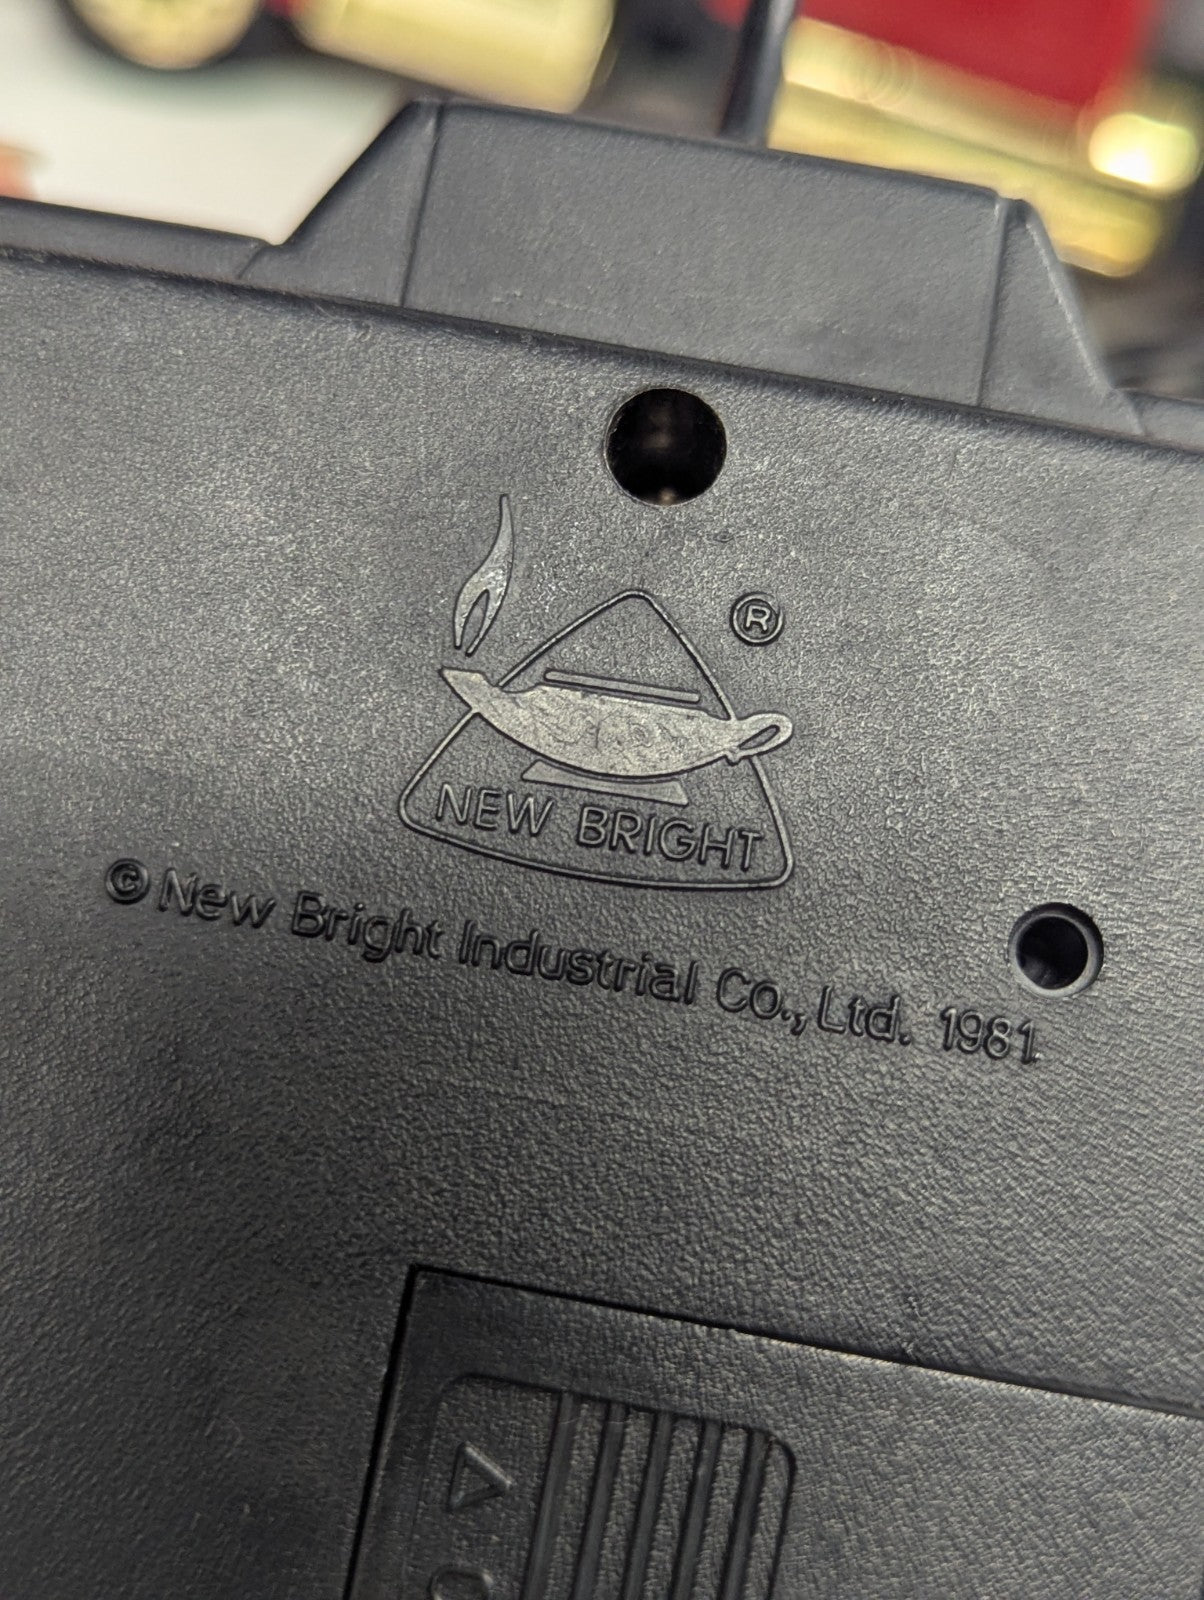 ®
NEW BRIGHT
© New Bright Industrial Co., Ltd. 1981